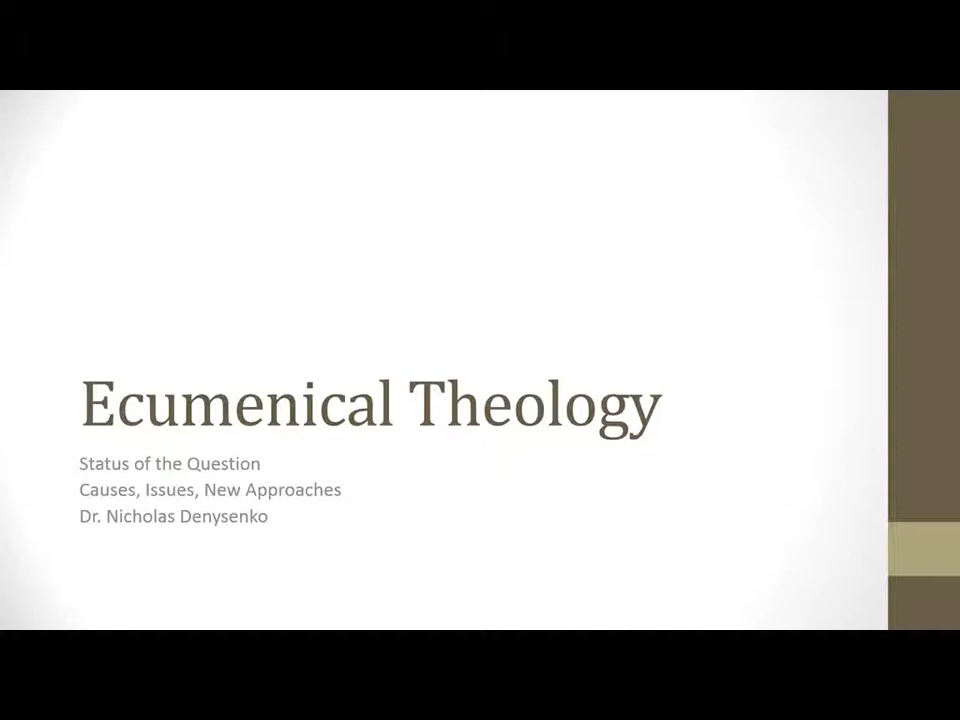 Ecumenical Theology
Status of the Question
Causes, Issues, New Approaches
Dr. Nicholas Denysenko